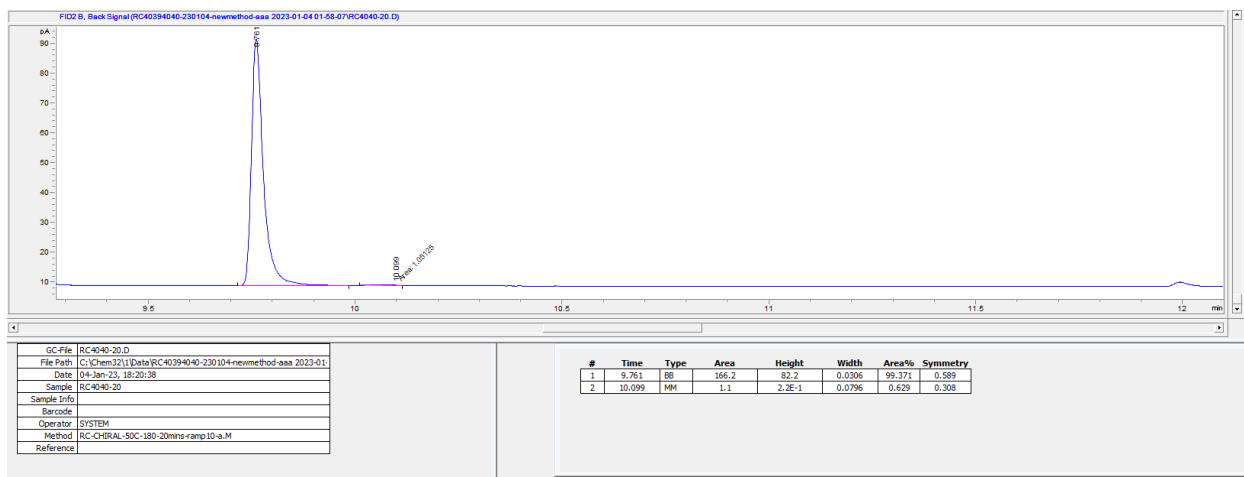 FID2 B, Back Signal (RC40394040-230104-newmethod-aaa 2023-01-04 01-58-07\RC4040-20.D)
pA
90
80
70
60
50
40
30
20
10
9.761
10.099
Area: 1.05125
9.5 10 10.5 11 11.5 12 min
GC-File RC4040-20.D
File Path C:\Chem32\1\Data\RC40394040-230104-newmethod-aaa 2023-01-
Date 04-Jan-23, 18:20:38
Sample RC4040-20
Sample Info
Barcode
Operator SYSTEM
Method RC-CHIRAL-50C-180-20mins-ramp10-a.M
Reference
# Time Type Area Height Width Area% Symmetry
1 9.761 BB 166.2 82.2 0.0306 99.371 0.589
2 10.099 MM 1.1 2.2E-1 0.0796 0.629 0.308